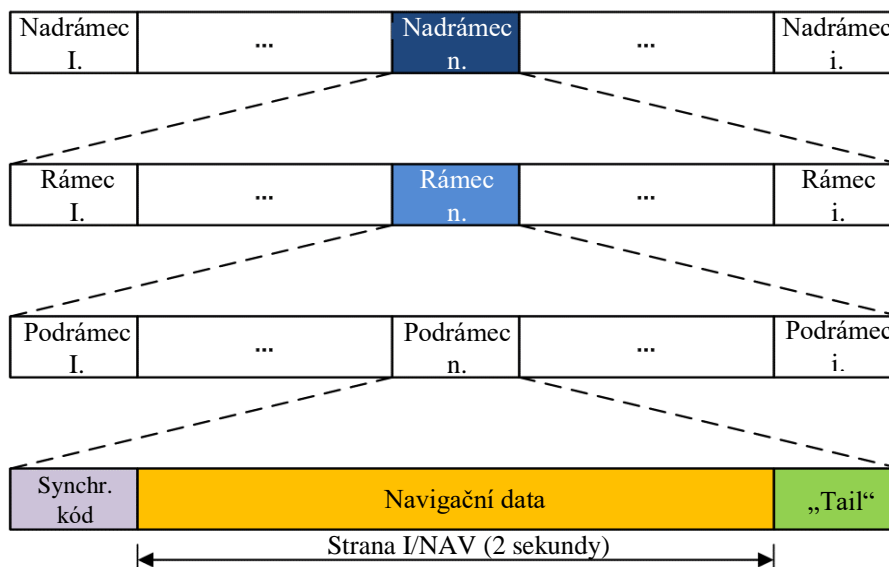 Nadrámec ... Nadrámec ... Nadrámec
I. n. i.
Rámec ... Rámec ... Rámec
I. n. i.
Podrámec ... Podrámec ... Podrámec
I. n. i.
Synchr. Navigační data „Tail“
kód
Strana I/NAV (2 sekundy)